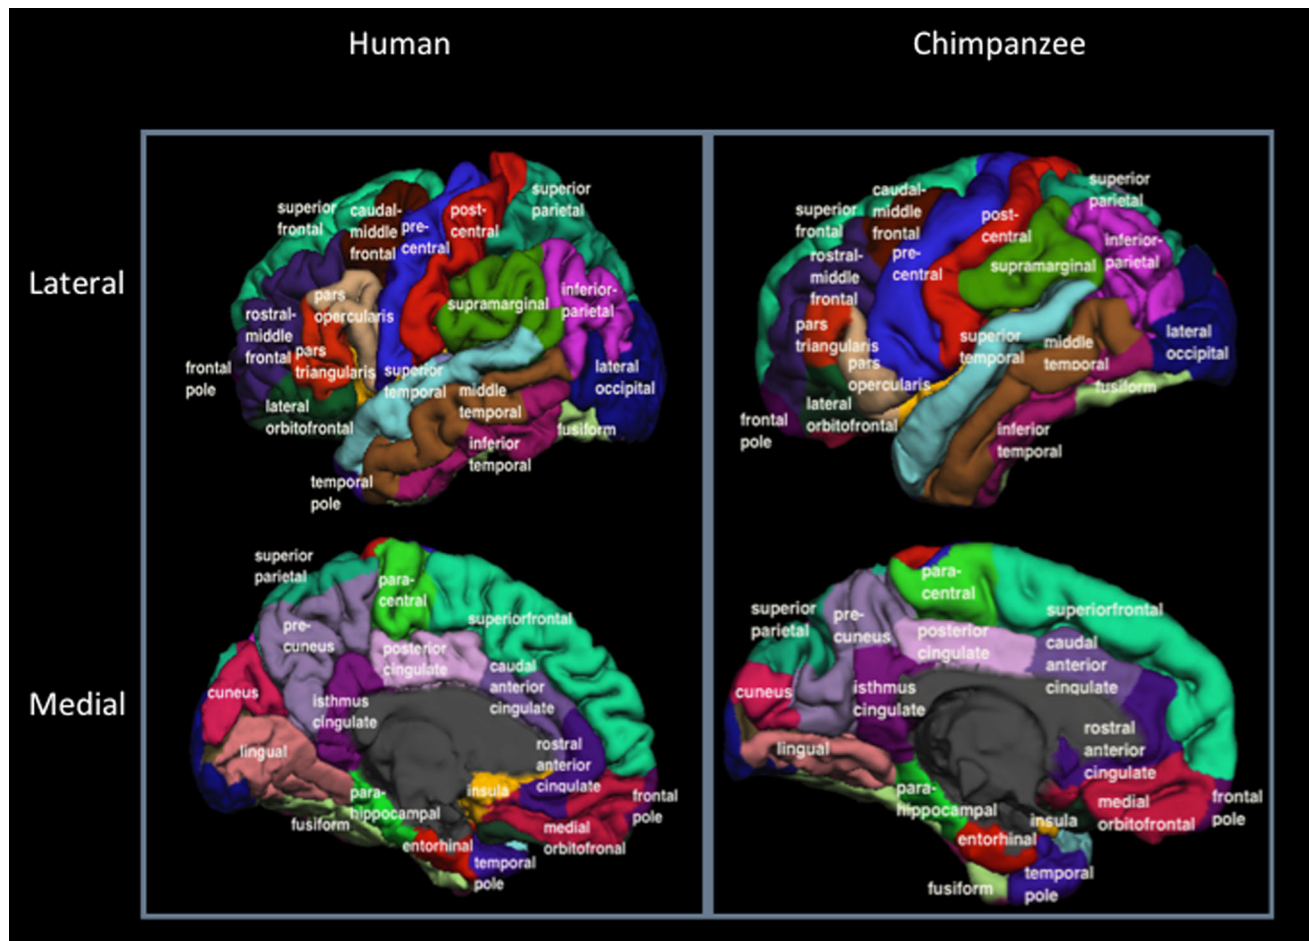 Human
Chimpanzee
Lateral
superior
frontal
caudal-
middle
frontal
pre-
central
post-
central
superior
parietal
rostral-
middle
frontal
pars
opercularis
pars
triangularis
supramarginal
inferior-
parietal
frontal
pole
lateral
orbitofrontal
superior
temporal
middle
temporal
lateral
occipital
fusiform
inferior
temporal
temporal
pole
superior
frontal
caudal-
middle
frontal
pre-
central
post-
central
superior
parietal
rostral-
middle
frontal
supramarginal
inferior-
parietal
pars
triangularis
pars
opercularis
superior
temporal
middle
temporal
lateral
occipital
fusiform
frontal
pole
lateral
orbitofrontal
inferior
temporal
Medial
superior
parietal
para-
central
superiorfrontal
pre-
cuneus
posterior
cingulate
caudal
anterior
cingulate
cuneus
isthmus
cingulate
lingual
rostral
anterior
cingulate
insula
para-
hippocampal
frontal
pole
fusiform
entorhinal
medial
orbitofronal
temporal
pole
superior
parietal
para-
central
superiorfrontal
pre-
cuneus
posterior
cingulate
caudal
anterior
cingulate
cuneus
isthmus
cingulate
lingual
rostral
anterior
cingulate
para-
hippocampal
insula
medial
orbitofrontal
frontal
pole
entorhinal
fusiform
temporal
pole